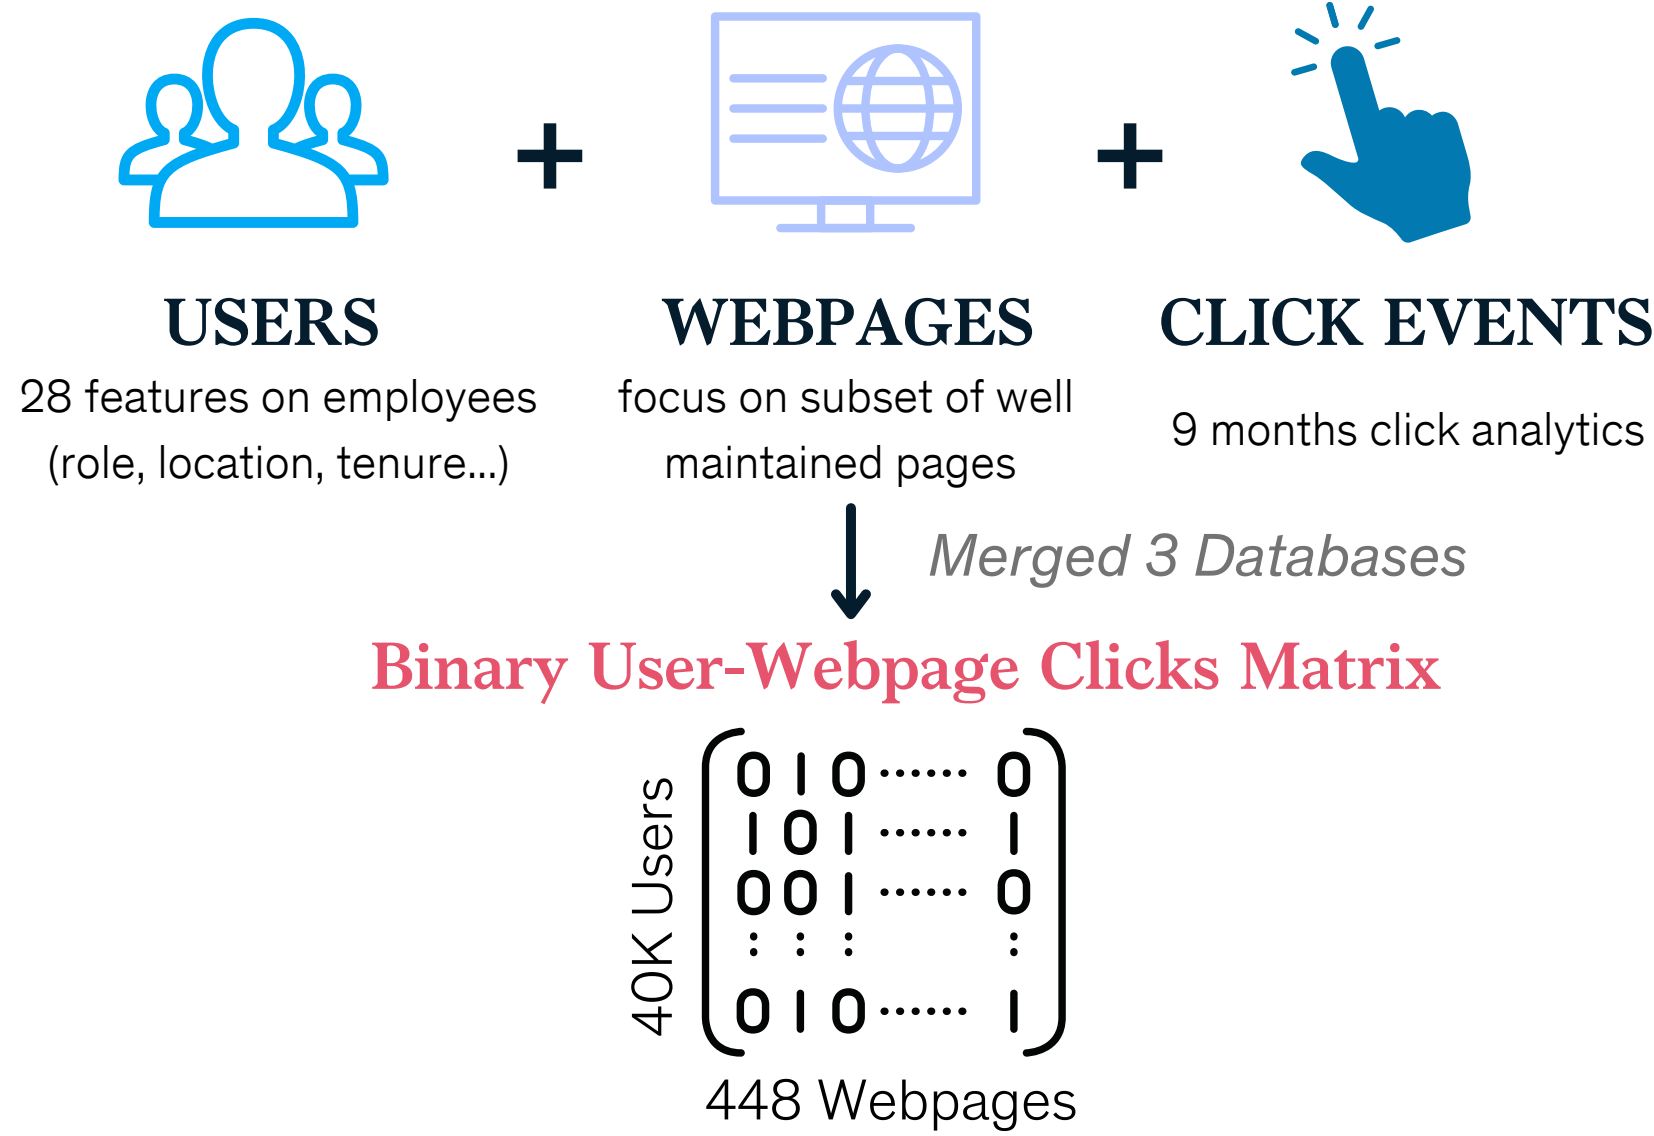 USERS
WEBPAGES
CLICK EVENTS
28 features on employees
(role, location, tenure...)
focus on subset of well
maintained pages
9 months click analytics
Merged 3 Databases
Binary User-Webpage Clicks Matrix
40K Users
0 1 0 ...... 0
1 0 1 ...... 1
0 0 1 ...... 0
⋮ ⋮ ⋮ ⋮
0 1 0 ...... 1
448 Webpages